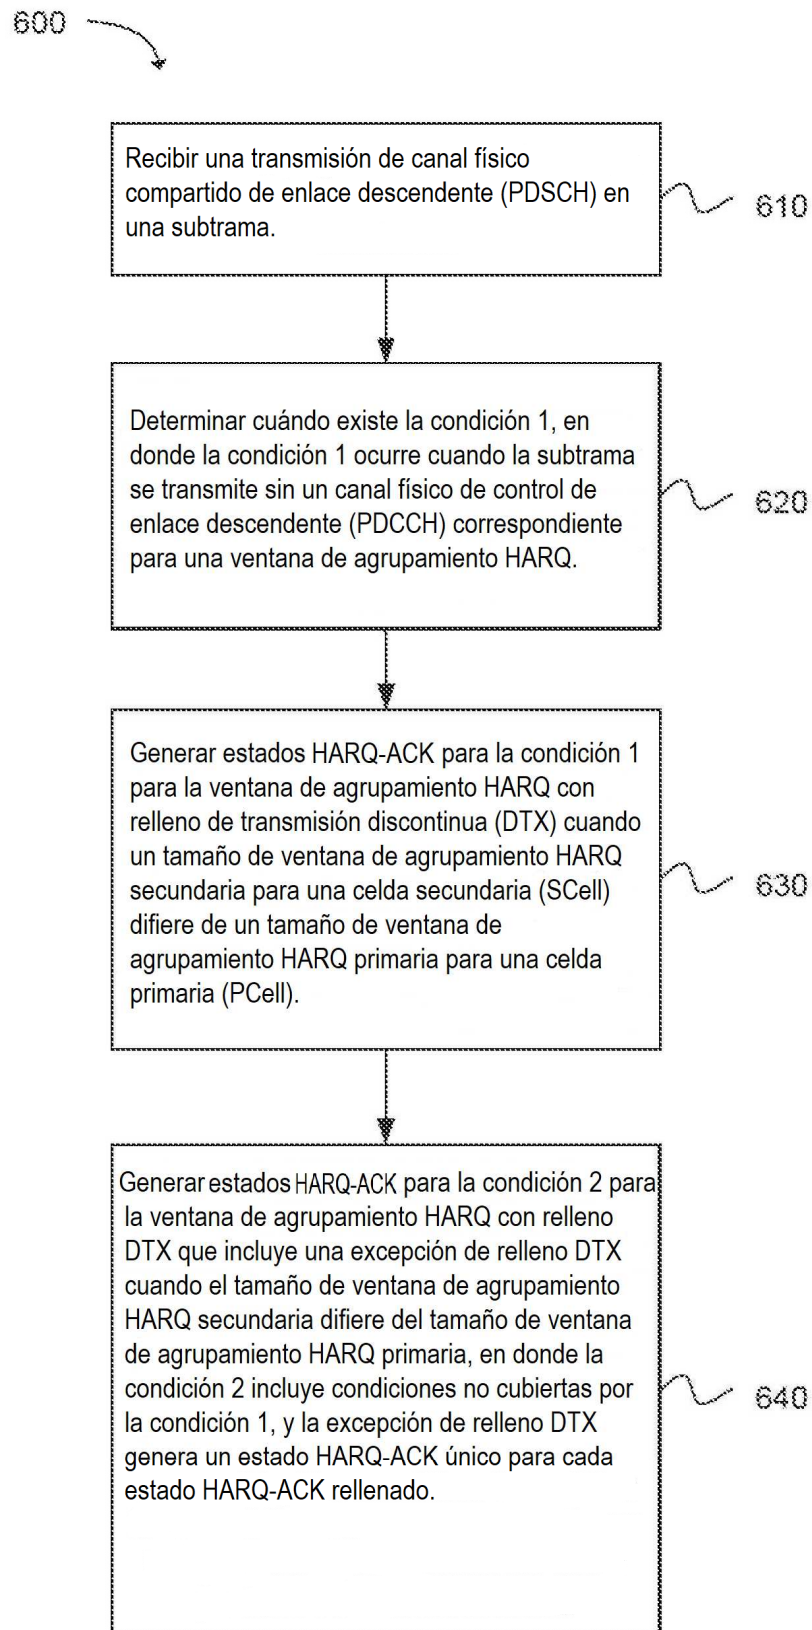 600
Recibir una transmisión de canal físico
compartido de enlace descendente (PDSCH) en
una subtrama.
610
Determinar cuándo existe la condición 1, en
donde la condición 1 ocurre cuando la subtrama
se transmite sin un canal físico de control de
enlace descendente (PDCCH) correspondiente
para una ventana de agrupamiento HARQ.
620
Generar estados HARQ-ACK para la condición 1
para la ventana de agrupamiento HARQ con
relleno de transmisión discontinua (DTX) cuando
un tamaño de ventana de agrupamiento HARQ
secundaria para una celda secundaria (SCell)
difiere de un tamaño de ventana de
agrupamiento HARQ primaria para una celda
primaria (PCell).
630
Generar estados HARQ-ACK para la condición 2 para
la ventana de agrupamiento HARQ con relleno
DTX que incluye una excepción de relleno DTX
cuando el tamaño de ventana de agrupamiento
HARQ secundaria difiere del tamaño de ventana
de agrupamiento HARQ primaria, en donde la
condición 2 incluye condiciones no cubiertas por
la condición 1, y la excepción de relleno DTX
genera un estado HARQ-ACK único para cada
estado HARQ-ACK rellenado.
640